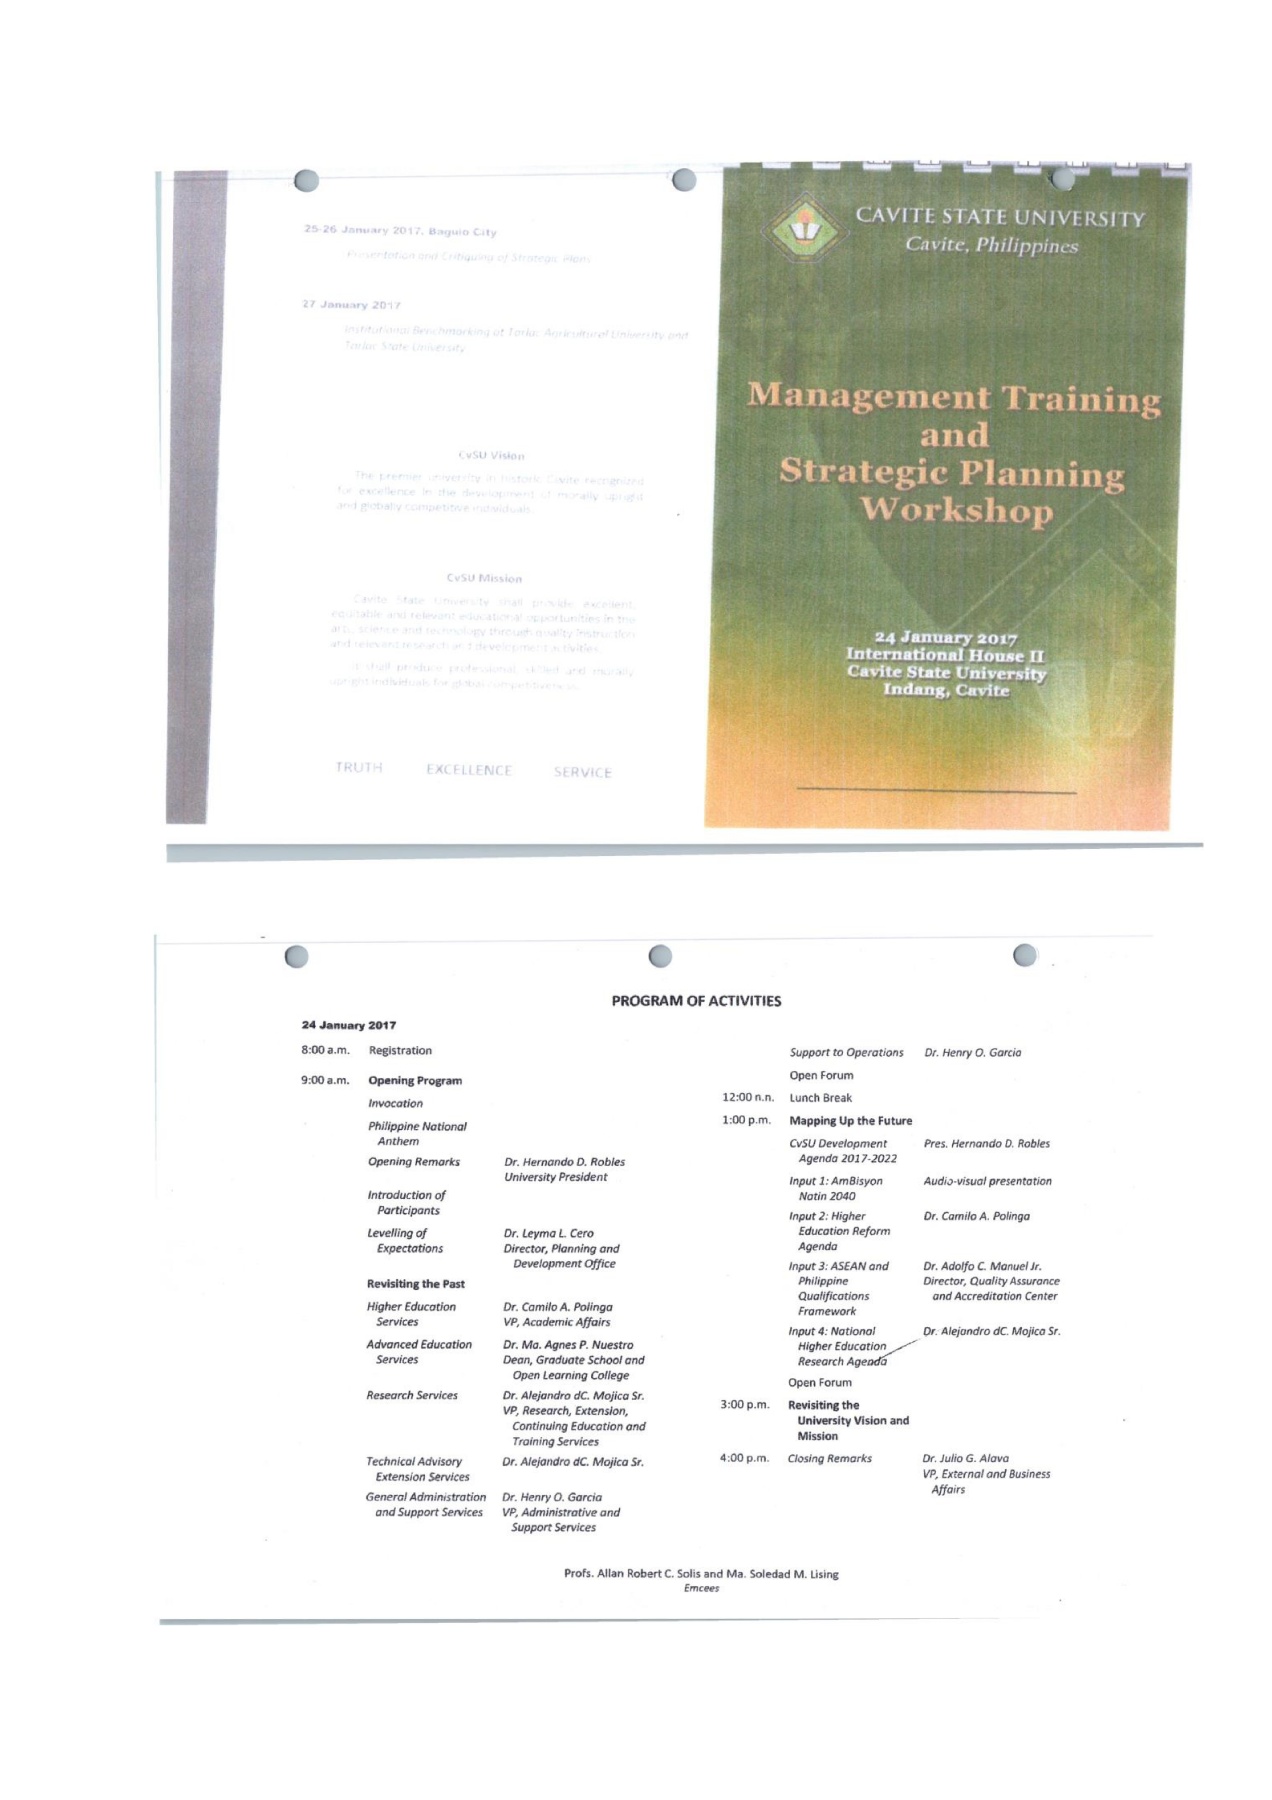 25-26 January 2017, Baguio City
Presentation and Critiquing of Strategic Plans
27 January 2017
Institutional Benchmarking at Tarlac Agricultural University and
Tarlac State University
CvSU Vision
The premier university in historic Cavite recognized
for excellence in the development of morally upright
and globally competitive individuals.
CvSU Mission
Cavite State University shall provide excellent,
equitable and relevant educational opportunities in the
arts, science and technology through quality instruction
and relevant research and development activities.
It shall produce professional, skilled and morally
upright individuals for global competitiveness.
TRUTH EXCELLENCE SERVICE
CAVITE STATE UNIVERSITY
Cavite, Philippines
Management Training
and
Strategic Planning
Workshop
24 January 2017
International House II
Cavite State University
Indang, Cavite
PROGRAM OF ACTIVITIES
24 January 2017
8:00 a.m. Registration
9:00 a.m. Opening Program
Invocation
Philippine National
Anthem
Opening Remarks Dr. Hernando D. Robles
University President
Introduction of
Participants
Levelling of Dr. Leyma L. Cero
Expectations Director, Planning and
Development Office
Revisiting the Past
Higher Education Dr. Camilo A. Polinga
Services VP, Academic Affairs
Advanced Education Dr. Ma. Agnes P. Nuestro
Services Dean, Graduate School and
Open Learning College
Research Services Dr. Alejandro dC. Mojica Sr.
VP, Research, Extension,
Continuing Education and
Training Services
Technical Advisory Dr. Alejandro dC. Mojica Sr.
Extension Services
General Administration Dr. Henry O. Garcia
and Support Services VP, Administrative and
Support Services
Support to Operations Dr. Henry O. Garcia
Open Forum
12:00 n.n. Lunch Break
1:00 p.m. Mapping Up the Future
CvSU Development Pres. Hernando D. Robles
Agenda 2017-2022
Input 1: AmBisyon Audio-visual presentation
Natin 2040
Input 2: Higher Dr. Camilo A. Polinga
Education Reform
Agenda
Input 3: ASEAN and Dr. Adolfo C. Manuel Jr.
Philippine Director, Quality Assurance
Qualifications and Accreditation Center
Framework
Input 4: National Dr. Alejandro dC. Mojica Sr.
Higher Education
Research Agenda
Open Forum
3:00 p.m. Revisiting the
University Vision and
Mission
4:00 p.m. Closing Remarks Dr. Julio G. Alava
VP, External and Business
Affairs
Profs. Allan Robert C. Solis and Ma. Soledad M. Lising
Emcees